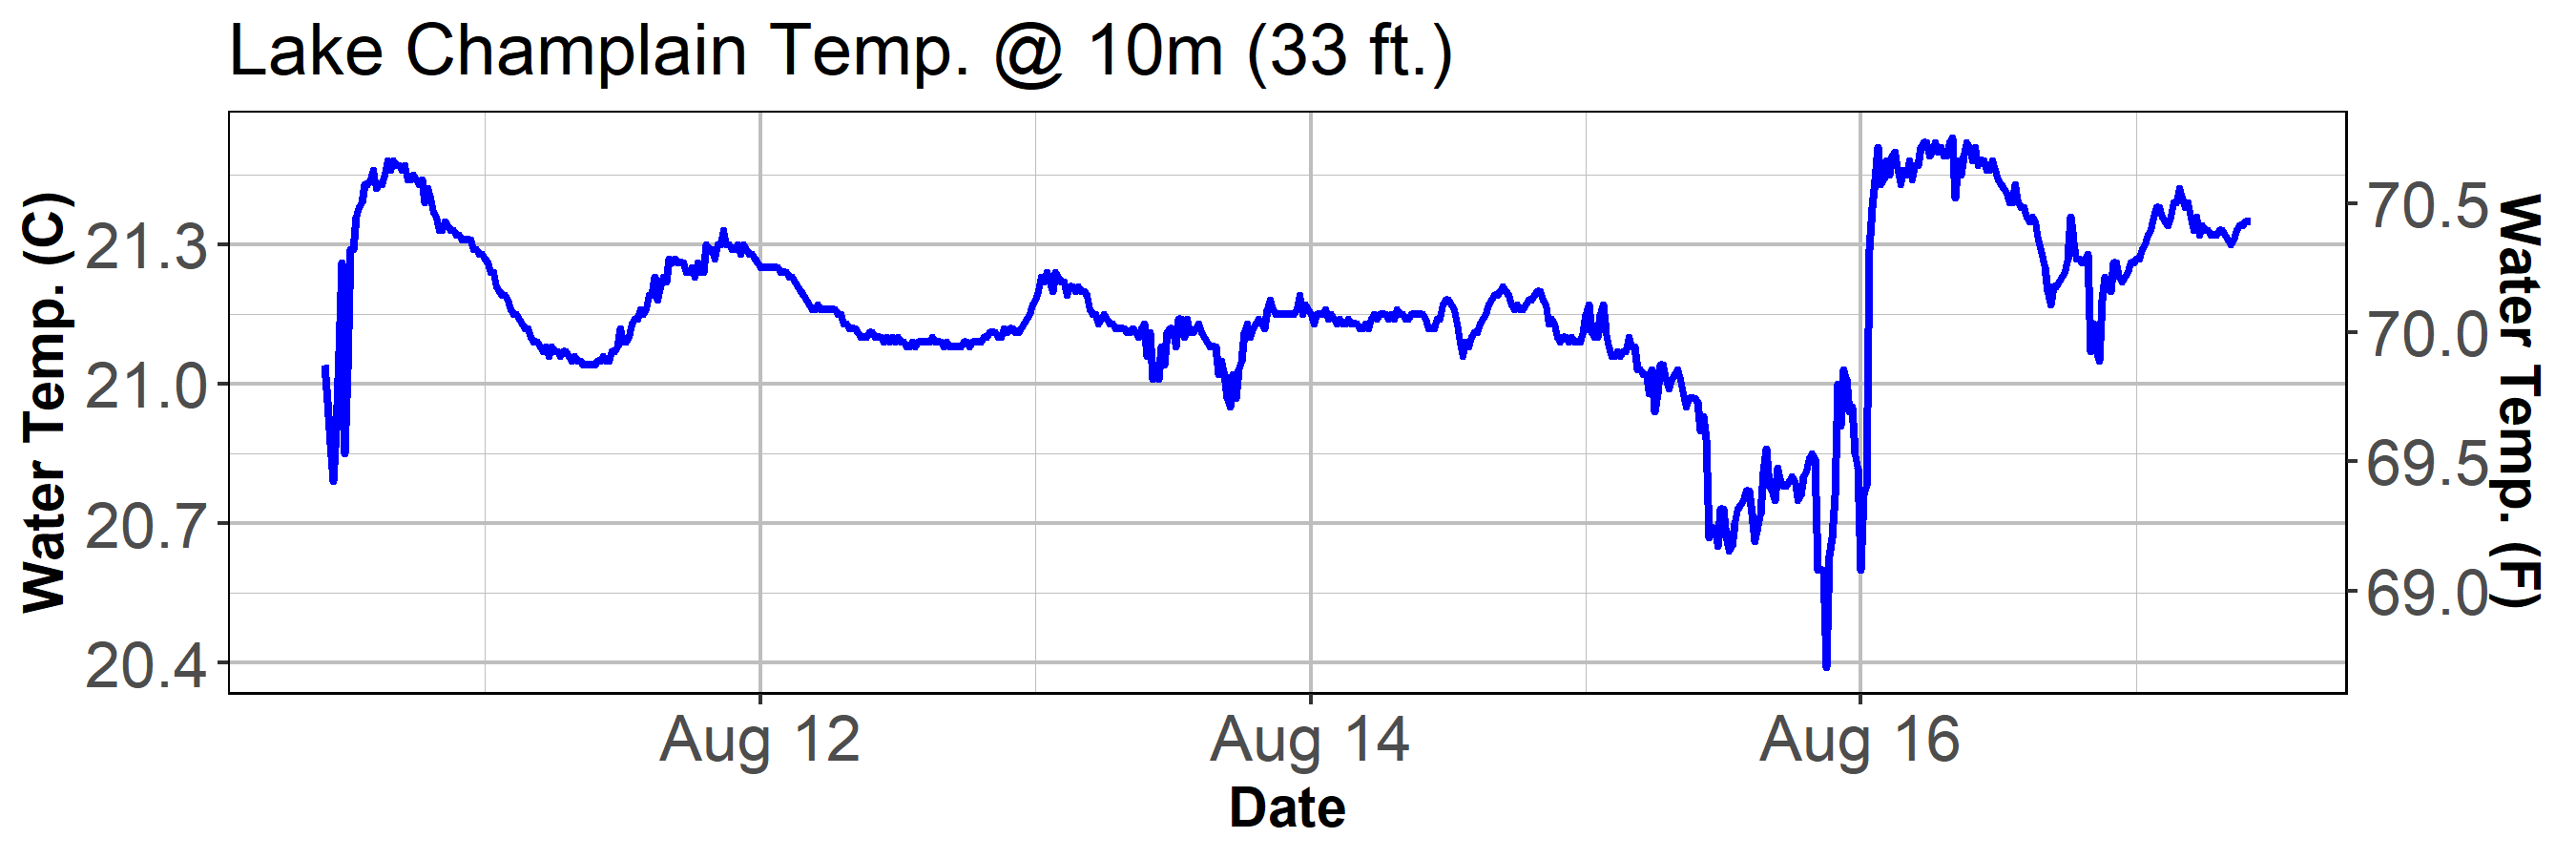 Lake Champlain Temp. @ 10m (33 ft.)
Water Temp. (C)
21.3
21.0
20.7
20.4
70.5
70.0
69.5
69.0
Water Temp. (F)
Aug 12
Aug 14
Aug 16
Date